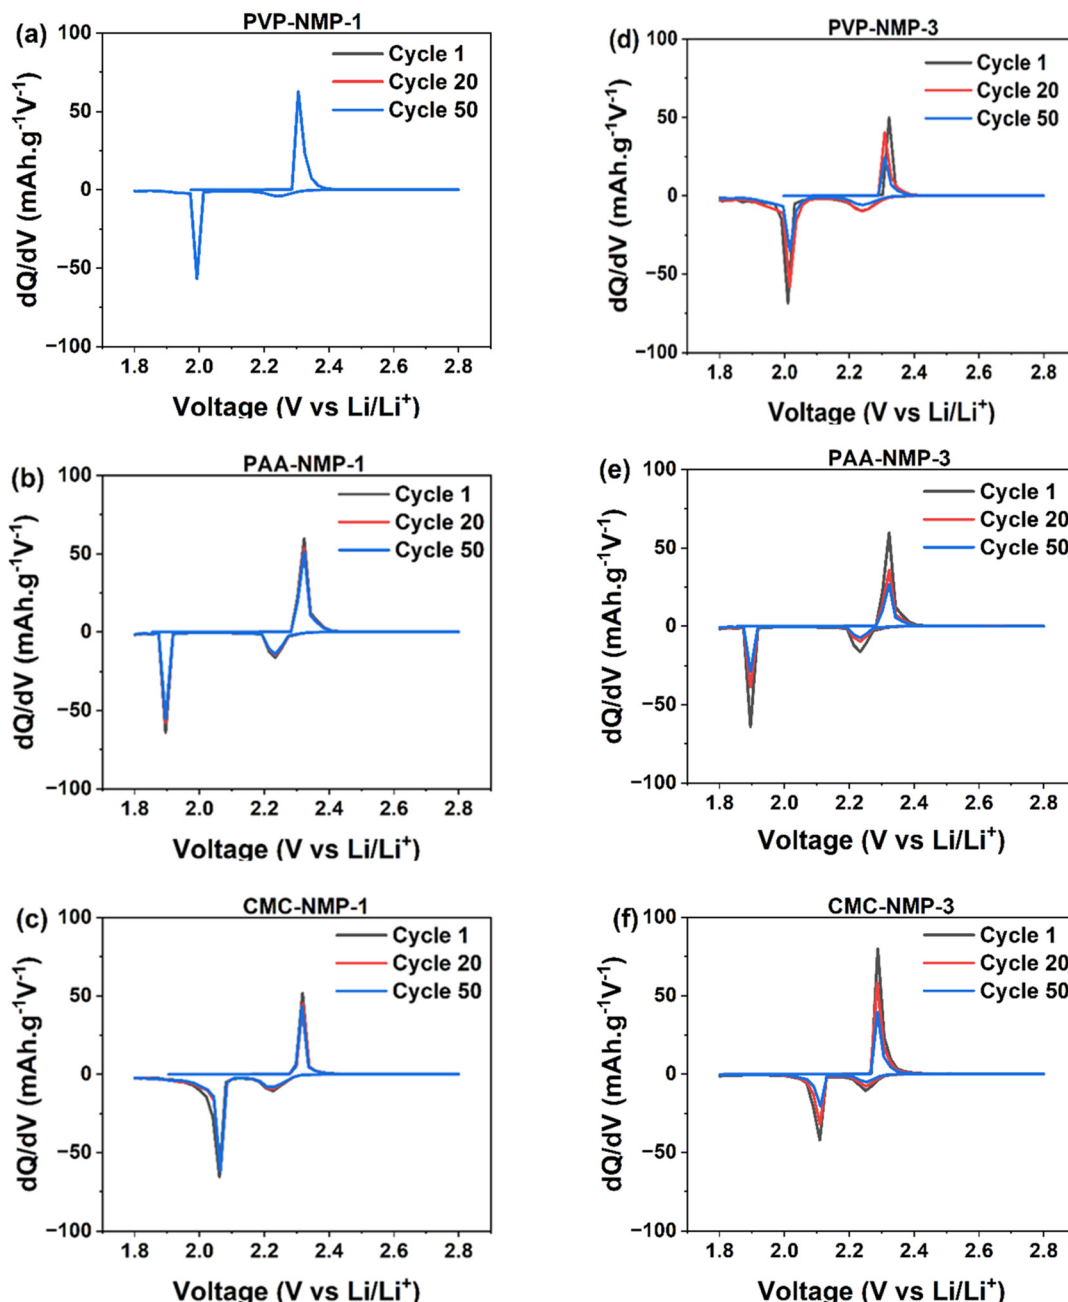 (a)
PVP-NMP-1
100
50
0
−50
−100
dQ/dV (mAh.g⁻¹V⁻¹)
Cycle 1
Cycle 20
Cycle 50
1.8 2.0 2.2 2.4 2.6 2.8
Voltage (V vs Li/Li⁺)
(d)
PVP-NMP-3
100
50
0
−50
−100
dQ/dV (mAh.g⁻¹V⁻¹)
Cycle 1
Cycle 20
Cycle 50
1.8 2.0 2.2 2.4 2.6 2.8
Voltage (V vs Li/Li⁺)
(b)
PAA-NMP-1
100
50
0
−50
−100
dQ/dV (mAh.g⁻¹V⁻¹)
Cycle 1
Cycle 20
Cycle 50
1.8 2.0 2.2 2.4 2.6 2.8
Voltage (V vs Li/Li⁺)
(e)
PAA-NMP-3
100
50
0
−50
−100
dQ/dV (mAh.g⁻¹V⁻¹)
Cycle 1
Cycle 20
Cycle 50
1.8 2.0 2.2 2.4 2.6 2.8
Voltage (V vs Li/Li⁺)
(c)
CMC-NMP-1
100
50
0
−50
−100
dQ/dV (mAh.g⁻¹V⁻¹)
Cycle 1
Cycle 20
Cycle 50
1.8 2.0 2.2 2.4 2.6 2.8
Voltage (V vs Li/Li⁺)
(f)
CMC-NMP-3
100
50
0
−50
−100
dQ/dV (mAh.g⁻¹V⁻¹)
Cycle 1
Cycle 20
Cycle 50
1.8 2.0 2.2 2.4 2.6 2.8
Voltage (V vs Li/Li⁺)